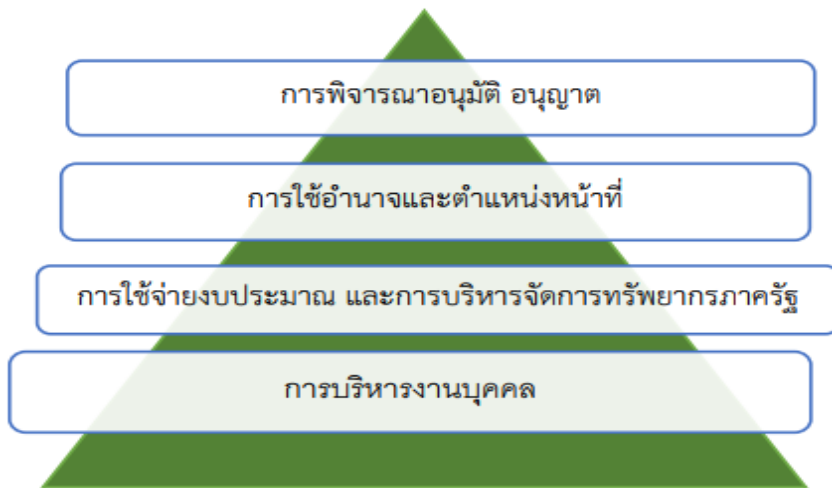 การพิจารณาอนุมัติ อนุญาต
การใช้อำนาจและตำแหน่งหน้าที่
การใช้จ่ายงบประมาณ และการบริหารจัดการทรัพยากรภาครัฐ
การบริหารงานบุคคล